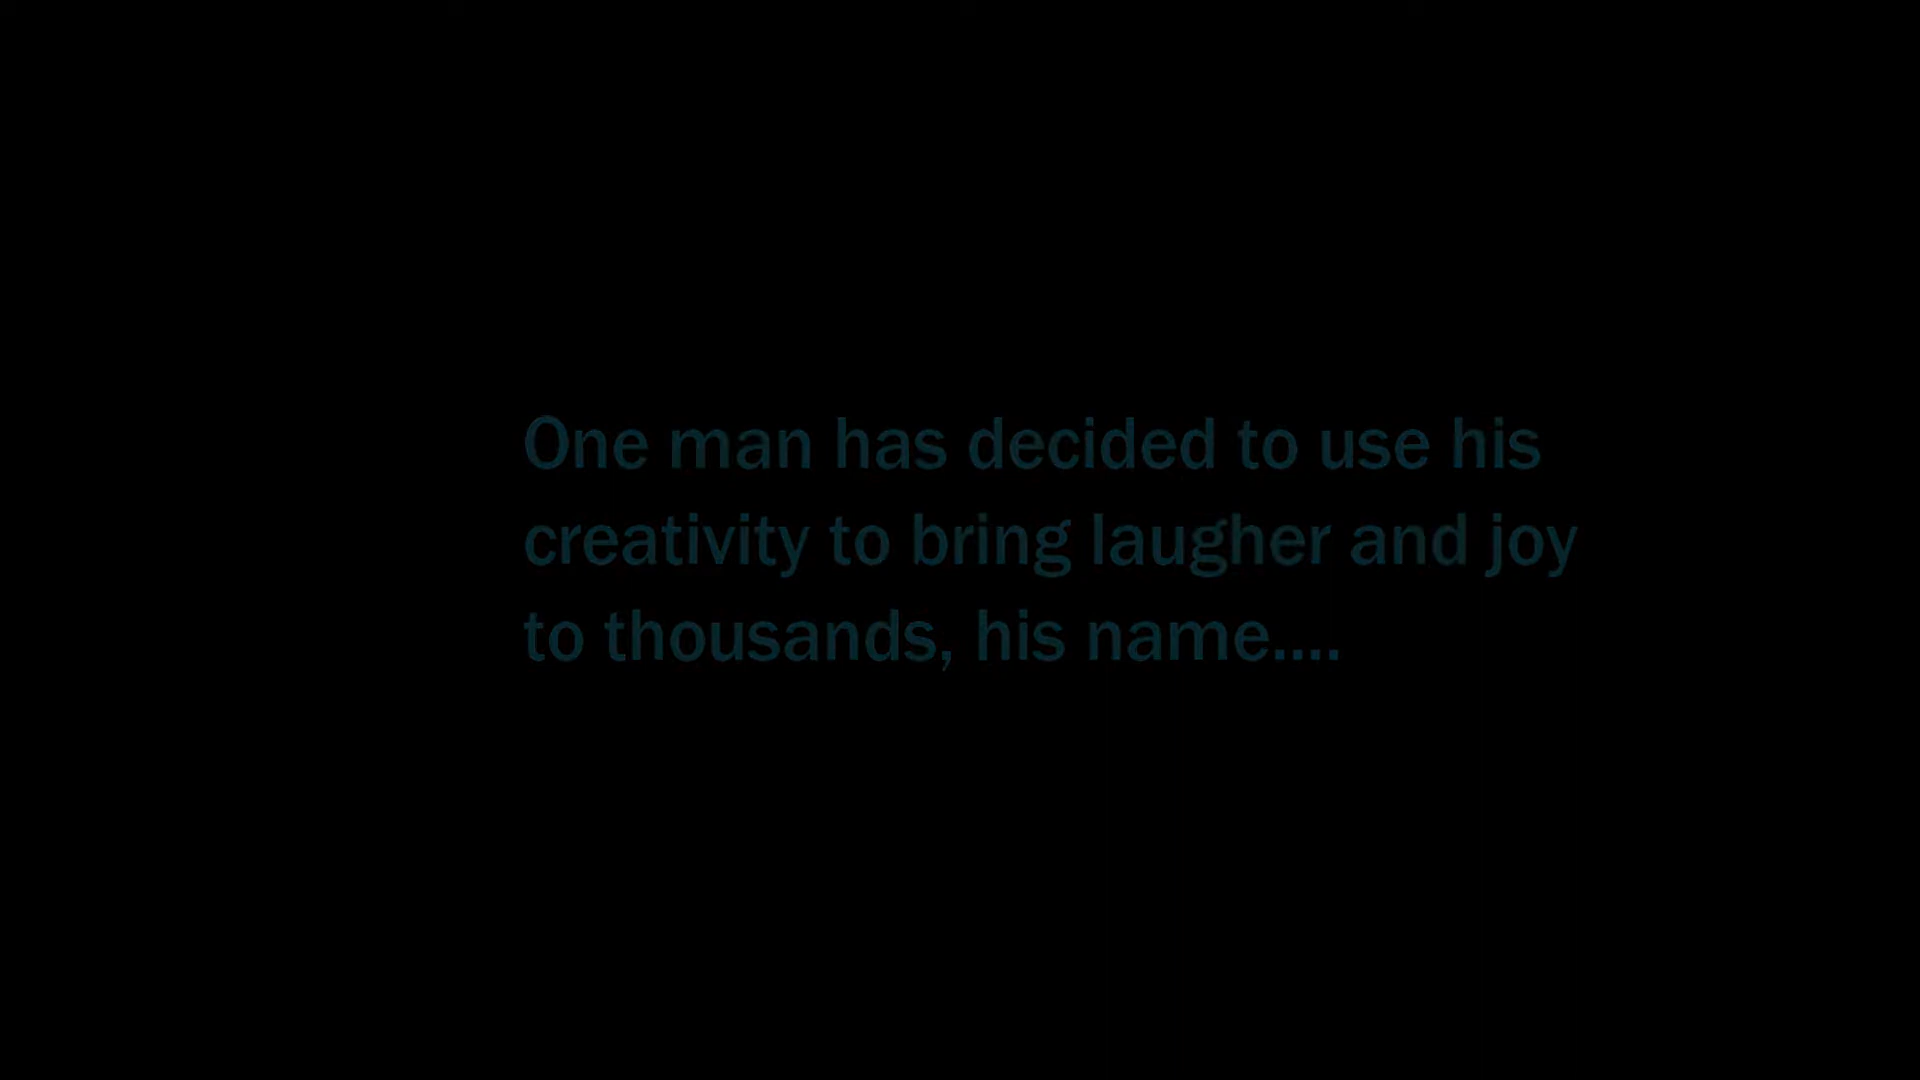 One man has decided to use his
creativity to bring laugher and joy
to thousands, his name....